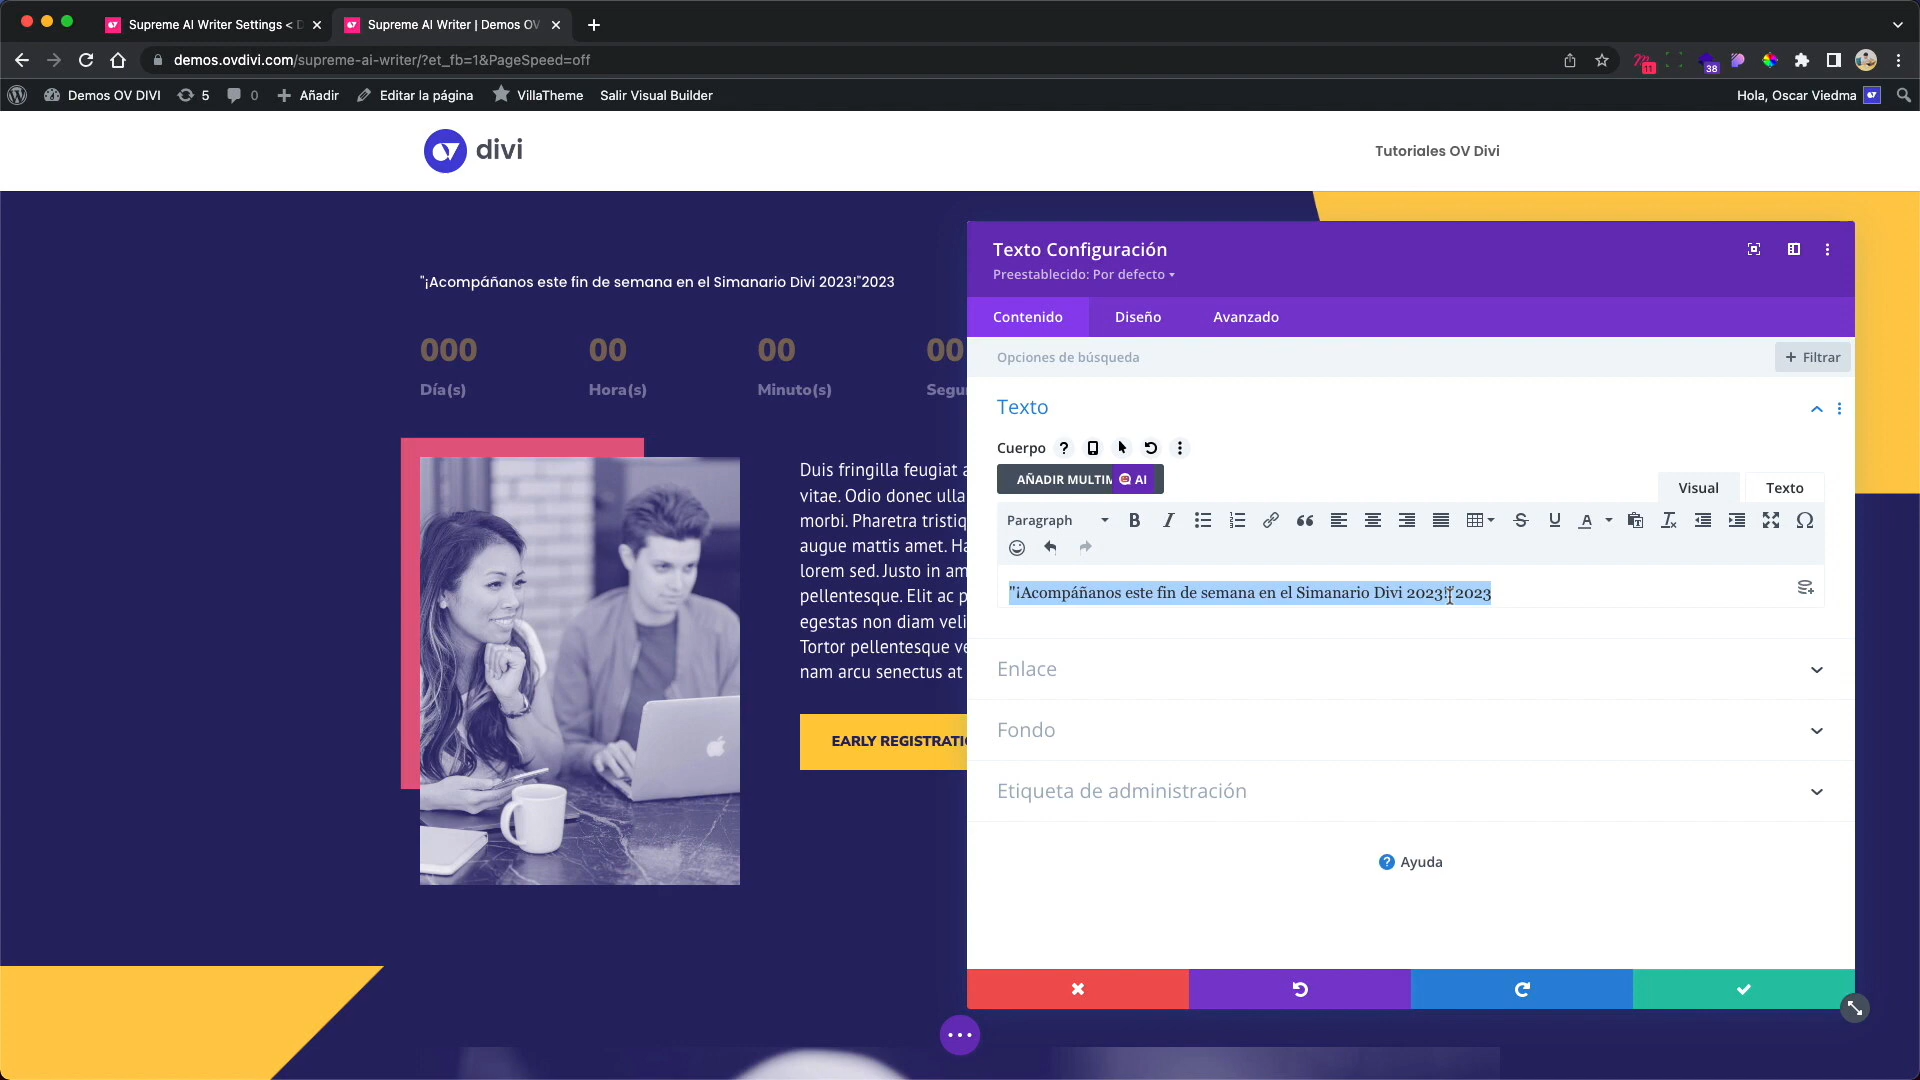 Supreme AI Writer Settings < D
Supreme AI Writer | Demos OV
demos.ovdivi.com/supreme-ai-writer/?et_fb=1&PageSpeed=off
11
38
Demos OV DIVI
5
0
Añadir
Editar la página
VillaTheme
Salir Visual Builder
Hola, Oscar Viedma
divi
Tutoriales OV Divi
"¡Acompáñanos este fin de semana en el Simanario Divi 2023!"2023
000
00
00
00
Día(s)
Hora(s)
Minuto(s)
Segu
Duis fringilla feugiat a
vitae. Odio donec ulla
morbi. Pharetra tristiq
augue mattis amet. Ha
lorem sed. Justo in am
pellentesque. Elit ac p
egestas non diam veli
Tortor pellentesque ve
nam arcu senectus at
EARLY REGISTRATIO
Texto Configuración
Preestablecido: Por defecto
Contenido
Diseño
Avanzado
Opciones de búsqueda
+ Filtrar
Texto
Cuerpo
AÑADIR MULTIM
AI
Visual
Texto
Paragraph
"¡Acompáñanos este fin de semana en el Simanario Divi 2023!"2023
Enlace
Fondo
Etiqueta de administración
Ayuda